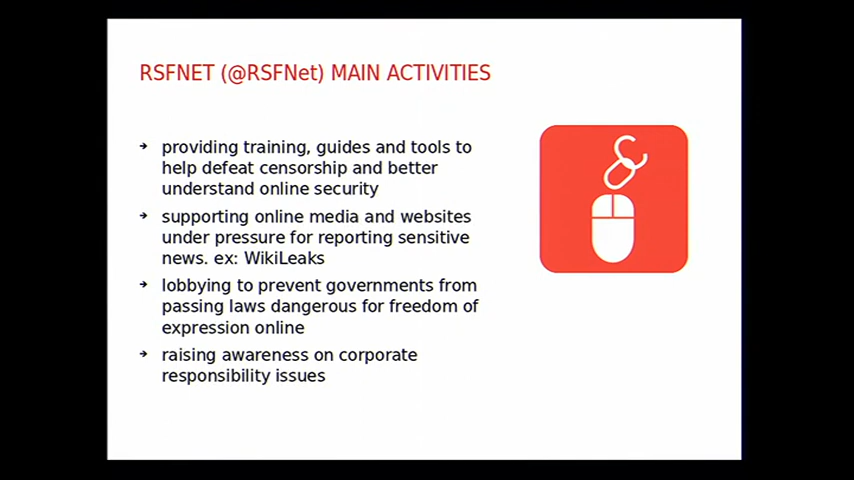 RSFNET (@RSFNet) MAIN ACTIVITIES
providing training, guides and tools to
help defeat censorship and better
understand online security
supporting online media and websites
under pressure for reporting sensitive
news. ex: WikiLeaks
lobbying to prevent governments from
passing laws dangerous for freedom of
expression online
raising awareness on corporate
responsibility issues